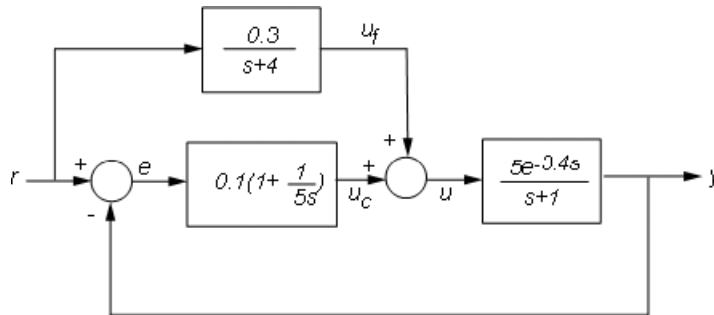 0.3
s+4
u_f
r
+
-
e
0.1(1+ 1/5s)
u_c
+
+
u
5e^-0.4s
s+1
y